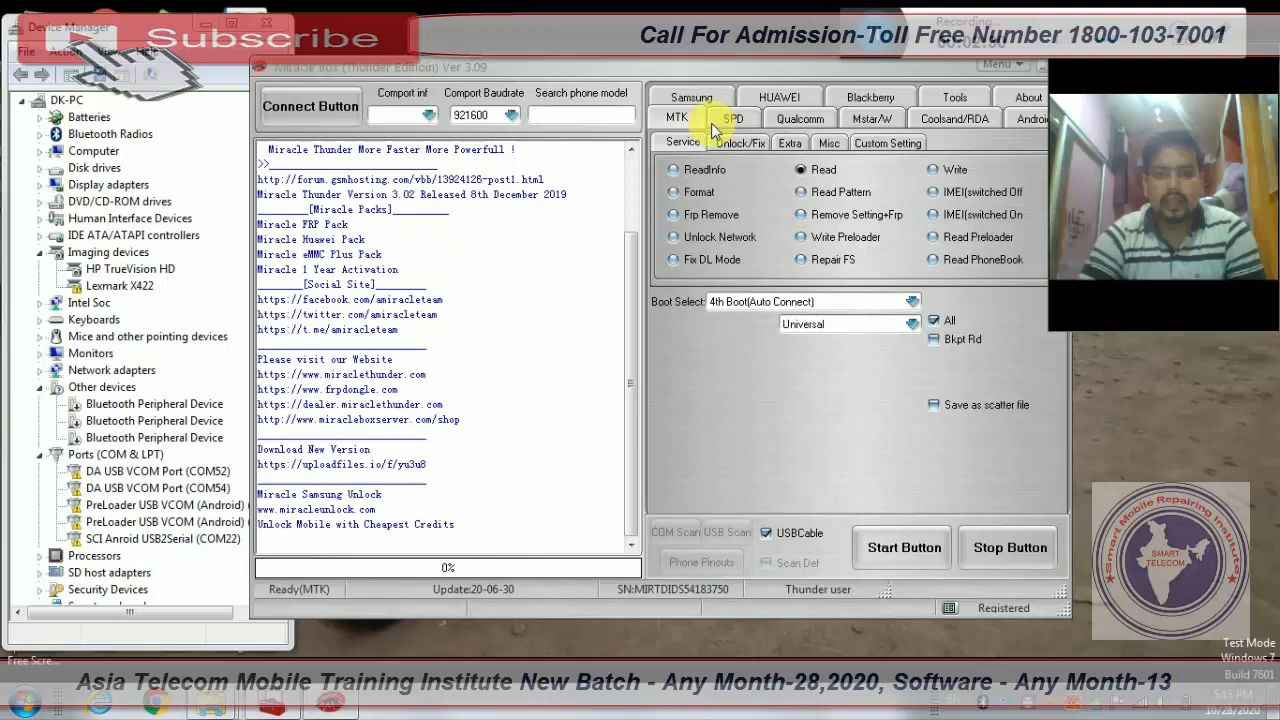 Device Manager
Subscribe
Call For Admission-Toll Free Number 1800-103-7001
Recording...
File Action View Help
Miracle Box (Thunder Editioin) Ver 3.09
Menu
DK-PC
Batteries
Bluetooth Radios
Computer
Disk drives
Display adapters
DVD/CD-ROM drives
Human Interface Devices
IDE ATA/ATAPI controllers
Imaging devices
HP TrueVision HD
Lexmark X422
Intel Soc
Keyboards
Mice and other pointing devices
Monitors
Network adapters
Other devices
Bluetooth Peripheral Device
Bluetooth Peripheral Device
Bluetooth Peripheral Device
Ports (COM & LPT)
DA USB VCOM Port (COM52)
DA USB VCOM Port (COM54)
PreLoader USB VCOM (Android)
PreLoader USB VCOM (Android)
SCI Anroid USB2Serial (COM22)
Processors
SD host adapters
Security Devices
Connect Button
Comport inf
Comport Baudrate
921600
Search phone model
Miracle Thunder More Faster More Powerfull !
>>
http://forum.gsmhosting.com/vbb/13924126-post1.html
Miracle Thunder Version 3.02 Released 8th December 2019
________[Miracle Packs]________
Miracle FRP Pack
Miracle Huawei Pack
Miracle eMMC Plus Pack
Miracle 1 Year Activation
________[Social Site]________
https://facebook.com/amiracleteam
https://twitter.com/amiracleteam
https://t.me/amiracleteam
Please visit our Website
https://www.miraclethunder.com
https://www.frpdongle.com
https://dealer.miraclethunder.com
http://www.miracleboxserver.com/shop
Download New Version
https://uploadfiles.io/f/yu3u8
Miracle Samsung Unlock
www.miracleunlock.com
Unlock Mobile with Cheapest Credits
0%
Samsung HUAWEI Blackberry Tools About
MTK SPD Qualcomm Mstar/W Coolsand/RDA Androi
Service Unlock/Fix Extra Misc Custom Setting
ReadInfo Read Write
Format Read Pattern IMEI(switched Off
Frp Remove Remove Setting+Frp IMEI(switched On
Unlock Network Write Preloader Read Preloader
Fix DL Mode Repair FS Read PhoneBook
Boot Select: 4th Boot(Auto Connect)
Universal
All
Bkpt Rd
Save as scatter file
COM Scan USB Scan USBCable
Phone Pinouts Scan Def
Start Button
Stop Button
Ready(MTK) Update:20-06-30 SN:MIRTDIDS54183750 Thunder user
Registered
Smart Mobile Repairing Institute
SMART TELECOM
Test Mode
Windows 7
Build 7601
Free Scre...
Asia Telecom Mobile Training Institute New Batch - Any Month-28,2020, Software - Any Month-13
5:13 PM
10/28/2020